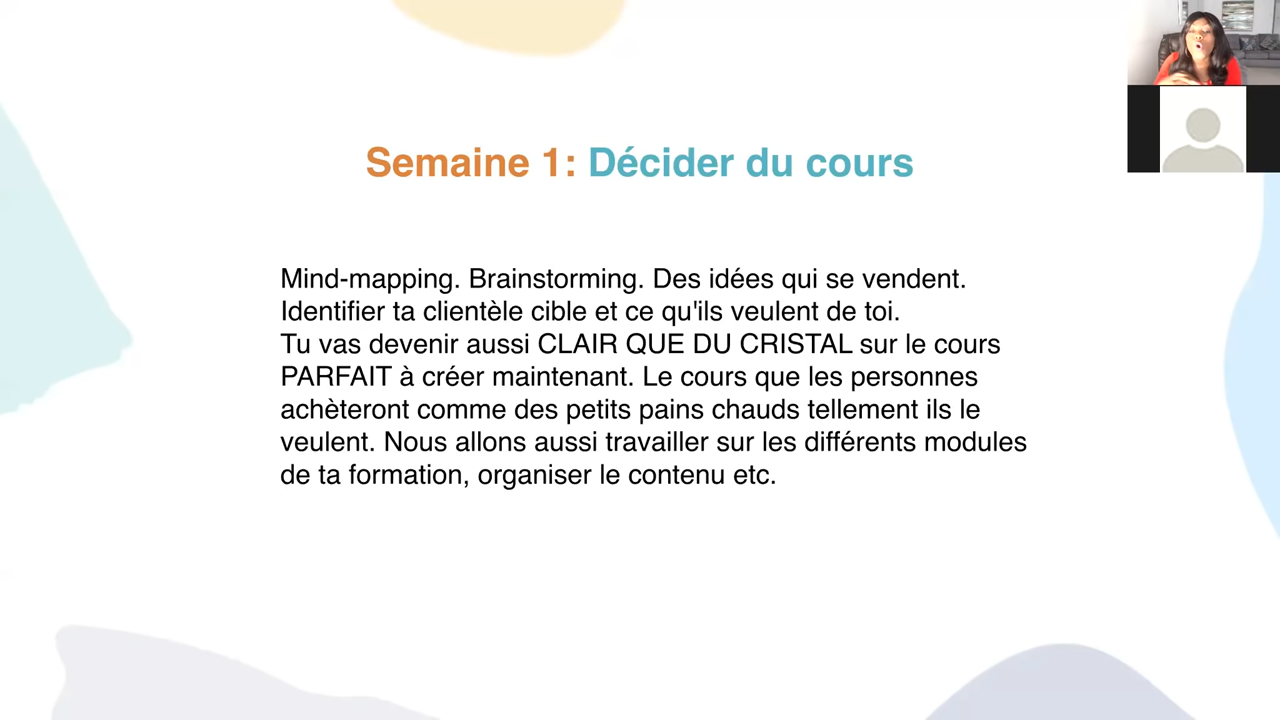 Semaine 1: Décider du cours
Mind-mapping. Brainstorming. Des idées qui se vendent.
Identifier ta clientèle cible et ce qu'ils veulent de toi.
Tu vas devenir aussi CLAIR QUE DU CRISTAL sur le cours
PARFAIT à créer maintenant. Le cours que les personnes
achèteront comme des petits pains chauds tellement ils le
veulent. Nous allons aussi travailler sur les différents modules
de ta formation, organiser le contenu etc.